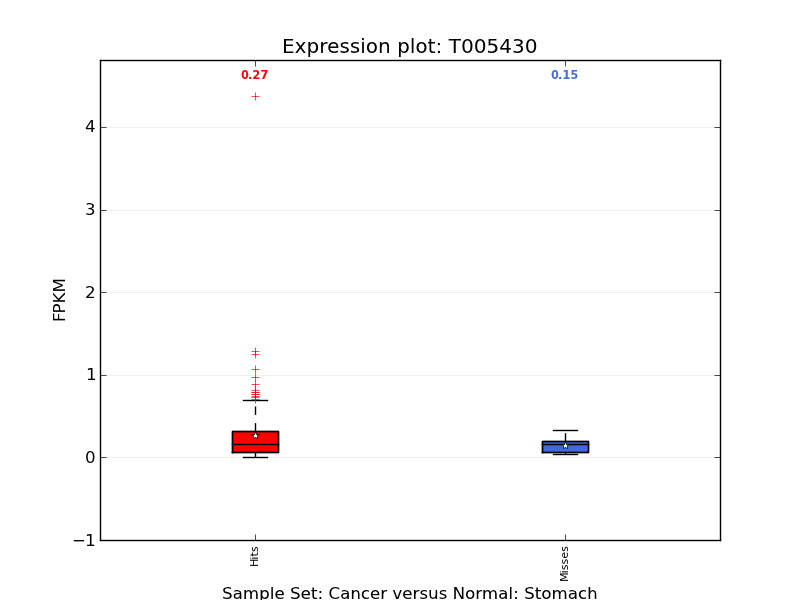 Expression plot: T005430
0.27
0.15
4
3
2
1
0
−1
FPKM
Hits
Misses
Sample Set: Cancer versus Normal: Stomach